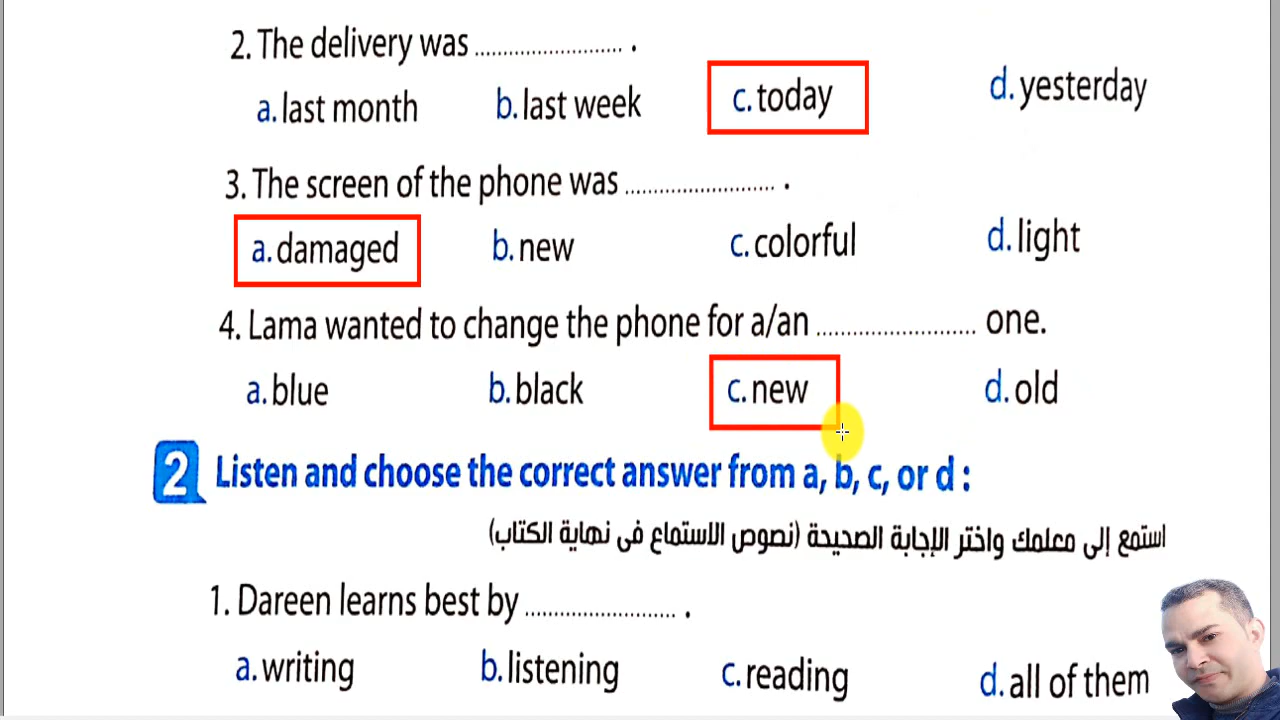 2. The delivery was ......................... .
a. last month b. last week c. today d. yesterday
3. The screen of the phone was ......................... .
a. damaged b. new c. colorful d. light
4. Lama wanted to change the phone for a/an .......................... one.
a. blue b. black c. new d. old
2 Listen and choose the correct answer from a, b, c, or d :
استمع إلى معلمك واختر الإجابة الصحيحة (نصوص الاستماع فى نهاية الكتاب)
1. Dareen learns best by ......................... .
a. writing b. listening c. reading d. all of them